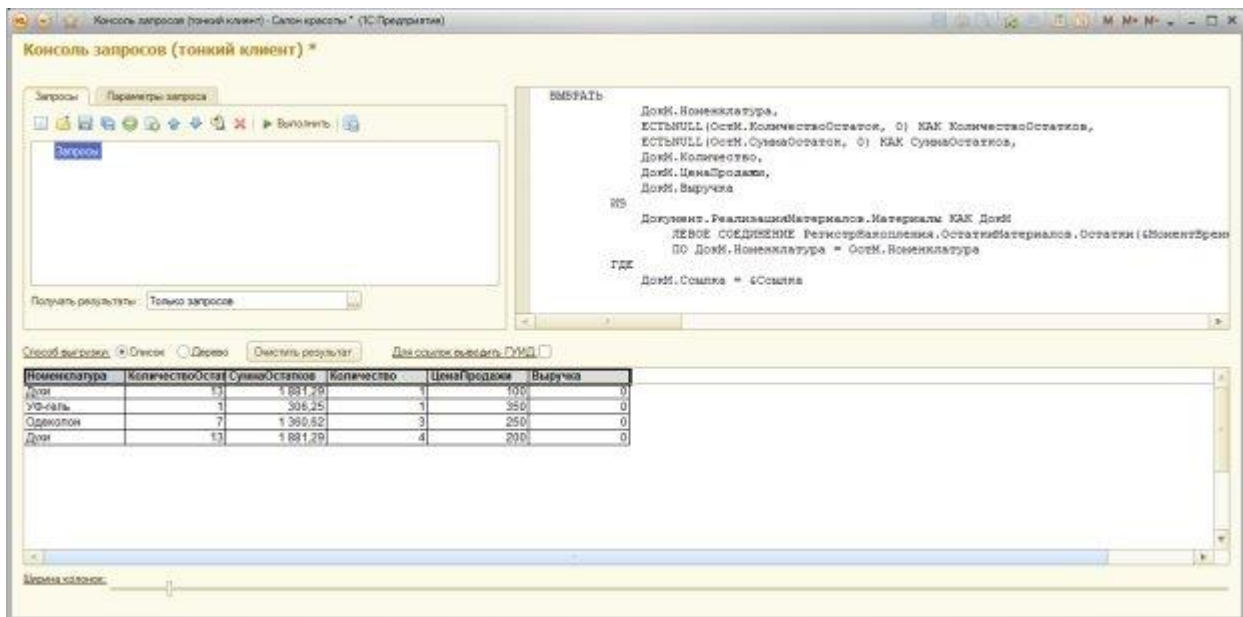 Консоль запросов (тонкий клиент) - Салон красоты * (1С:Предприятие)
M M+ M-
Консоль запросов (тонкий клиент) *
Запросы Параметры запроса
Выполнить
Запросы
Получать результаты: Только запросов ...
ВЫБРАТЬ
ДокМ.Номенклатура,
ЕСТЬNULL(ОстМ.КоличествоОстаток, 0) КАК КоличествоОстатков,
ЕСТЬNULL(ОстМ.СуммаОстаток, 0) КАК СуммаОстатков,
ДокМ.Количество,
ДокМ.ЦенаПродажи,
ДокМ.Выручка
ИЗ
Документ.РеализацияМатериалов.Материалы КАК ДокМ
ЛЕВОЕ СОЕДИНЕНИЕ РегистрНакопления.ОстаткиМатериалов.Остатки(&МоментВремен
ПО ДокМ.Номенклатура = ОстМ.Номенклатура
ГДЕ
ДокМ.Ссылка = &Ссылка
Способ выгрузки: Список Дерево Очистить результат Для ссылок выводить ГУИД
Номенклатура КоличествоОстат СуммаОстатков Количество ЦенаПродажи Выручка
Духи 13 1 881,29 1 100 0
УФ-гель 1 306,25 1 350 0
Одеколон 7 1 360,52 3 250 0
Духи 13 1 881,29 4 200 0
Ширина колонок: